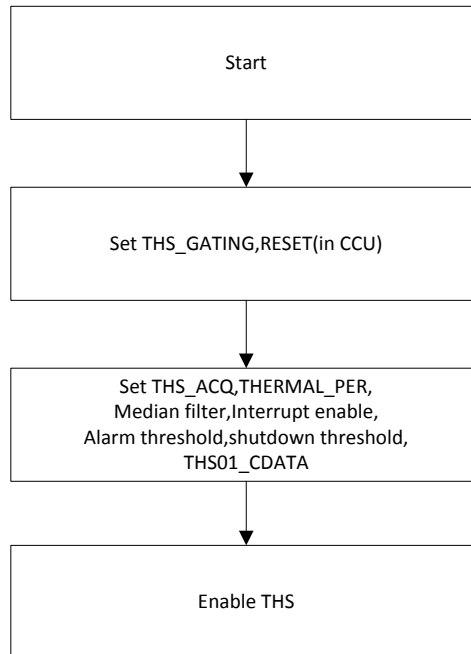 Start
Set THS_GATING,RESET(in CCU)
Set THS_ACQ,THERMAL_PER,
Median filter,Interrupt enable,
Alarm threshold,shutdown threshold,
THS01_CDATA
Enable THS